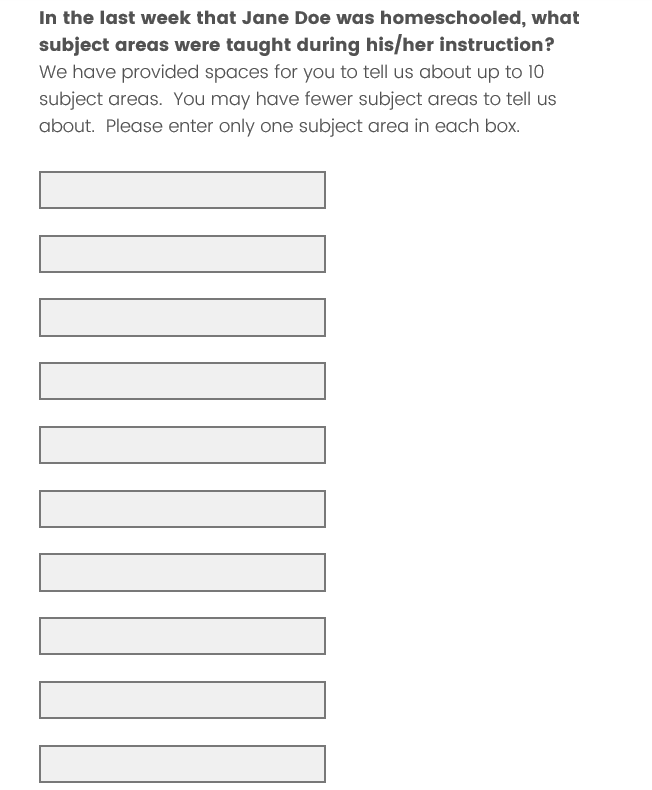 In the last week that Jane Doe was homeschooled, what
subject areas were taught during his/her instruction?
We have provided spaces for you to tell us about up to 10
subject areas.  You may have fewer subject areas to tell us
about.  Please enter only one subject area in each box.